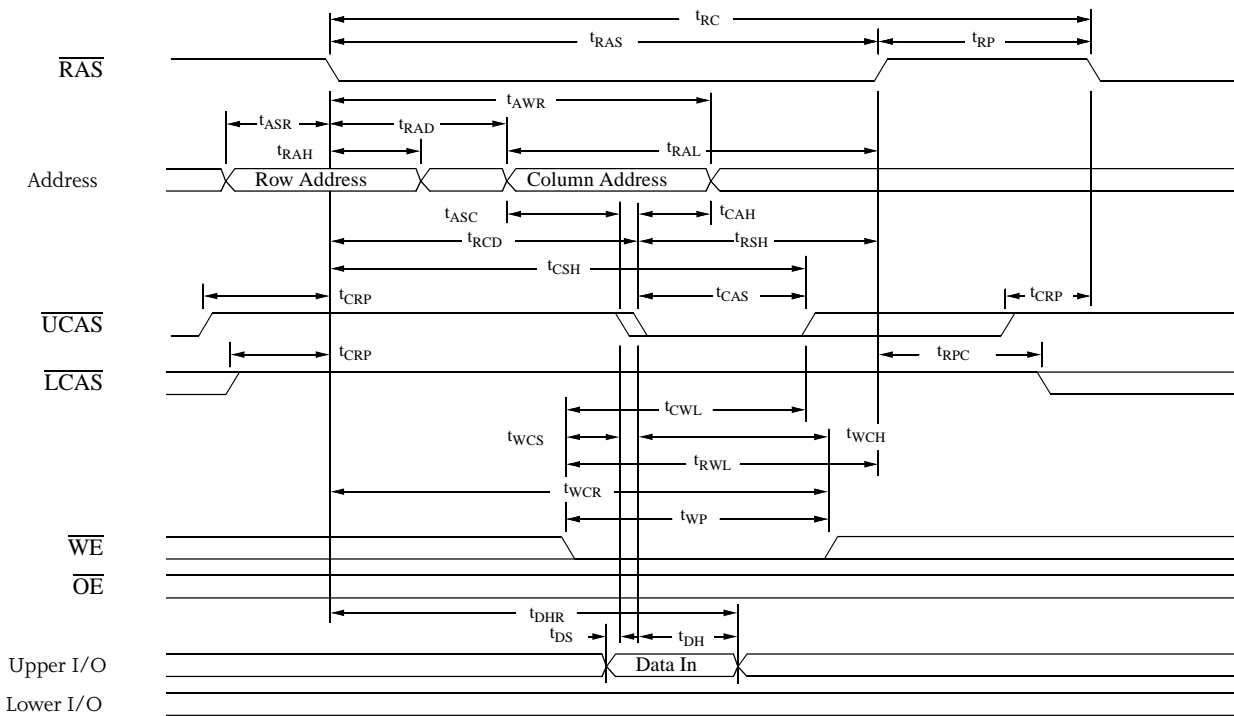 tRC
tRAS
tRP
RAS
tAWR
tASR
tRAD
tRAH
tRAL
Address
Row Address
Column Address
tASC
tCAH
tRCD
tRSH
tCSH
tCRP
tCAS
tCRP
UCAS
tCRP
tRPC
LCAS
tCWL
tWCS
tWCH
tRWL
tWCR
tWP
WE
OE
tDHR
tDS
tDH
Upper I/O
Data In
Lower I/O